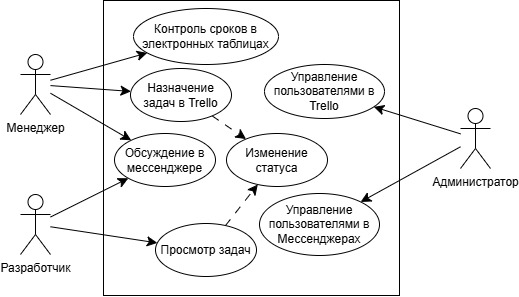 Контроль сроков в
электронных таблицах
Назначение
задач в Trello
Управление
пользователями в
Trello
Менеджер
Обсуждение в
мессенджере
Изменение
статуса
Администратор
Управление
пользователями в
Мессенджерах
Просмотр задач
Разработчик